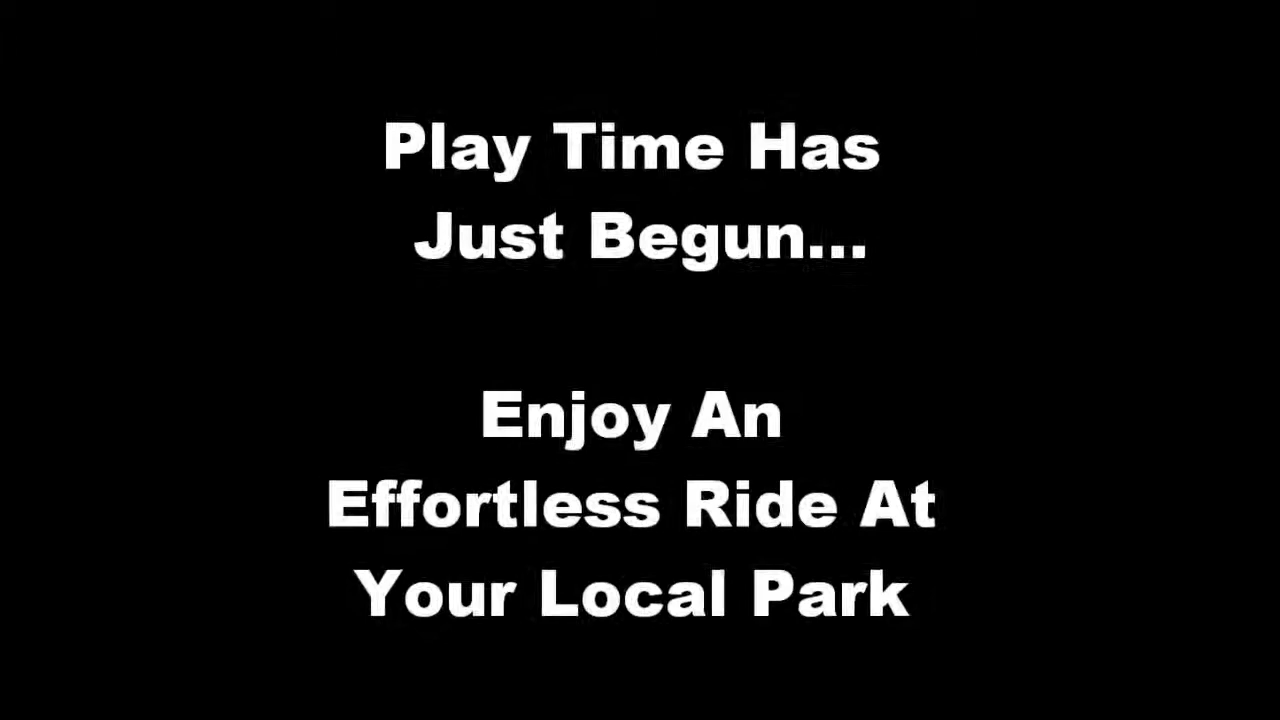 Play Time Has
Just Begun...
Enjoy An
Effortless Ride At
Your Local Park